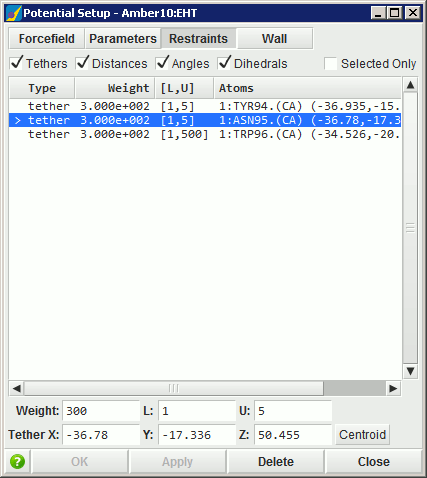 Potential Setup - Amber10:EHT
Forcefield Parameters Restraints Wall
Tethers Distances Angles Dihedrals Selected Only
Type Weight [L,U] Atoms
tether 3.000e+002 [1,5] 1:TYR94.(CA) (-36.935,-15.
> tether 3.000e+002 [1,5] 1:ASN95.(CA) (-36.78,-17.3
tether 3.000e+002 [1,500] 1:TRP96.(CA) (-34.526,-20.
Weight: 300 L: 1 U: 5
Tether X: -36.78 Y: -17.336 Z: 50.455 Centroid
? OK Apply Delete Close